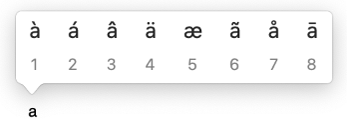 à á â ä æ ã å ā
1 2 3 4 5 6 7 8
a